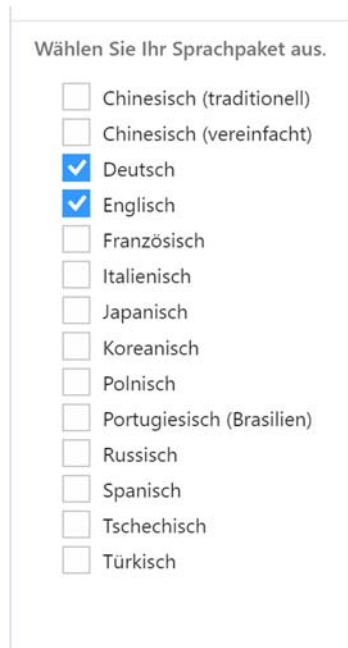 Wählen Sie Ihr Sprachpaket aus.
Chinesisch (traditionell)
Chinesisch (vereinfacht)
Deutsch
Englisch
Französisch
Italienisch
Japanisch
Koreanisch
Polnisch
Portugiesisch (Brasilien)
Russisch
Spanisch
Tschechisch
Türkisch